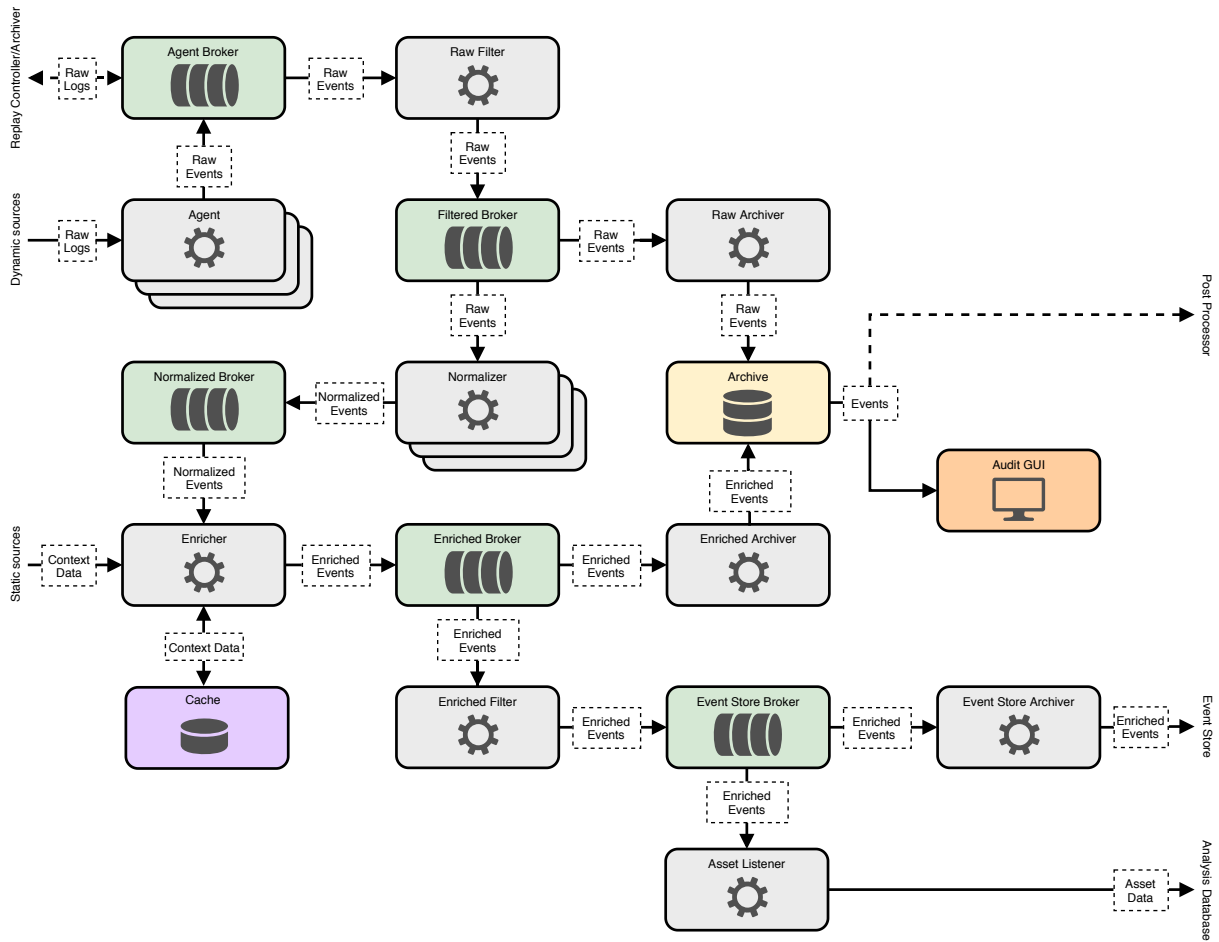 Replay Controller/Archiver
Raw
Logs
Agent Broker
Raw
Events
Raw Filter
Raw
Events
Raw
Events
Dynamic sources
Raw
Logs
Agent
Filtered Broker
Raw
Events
Raw Archiver
Raw
Events
Raw
Events
Post Processor
Normalized Broker
Normalized
Events
Normalizer
Archive
Events
Normalized
Events
Enriched
Events
Audit GUI
Static sources
Context
Data
Enricher
Enriched
Events
Enriched Broker
Enriched
Events
Enriched Archiver
Context Data
Enriched
Events
Cache
Enriched Filter
Enriched
Events
Event Store Broker
Enriched
Events
Event Store Archiver
Enriched
Events
Event Store
Enriched
Events
Asset Listener
Asset
Data
Analysis Database